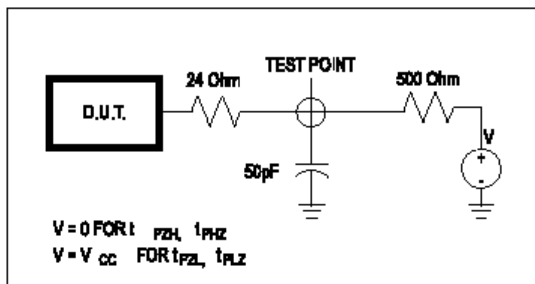 TEST POINT
24 Ohm
500 Ohm
D.U.T.
V
+
-
50pF
V = 0 FOR t PZH, tPHZ
V = V CC FOR tPZL, tPLZ